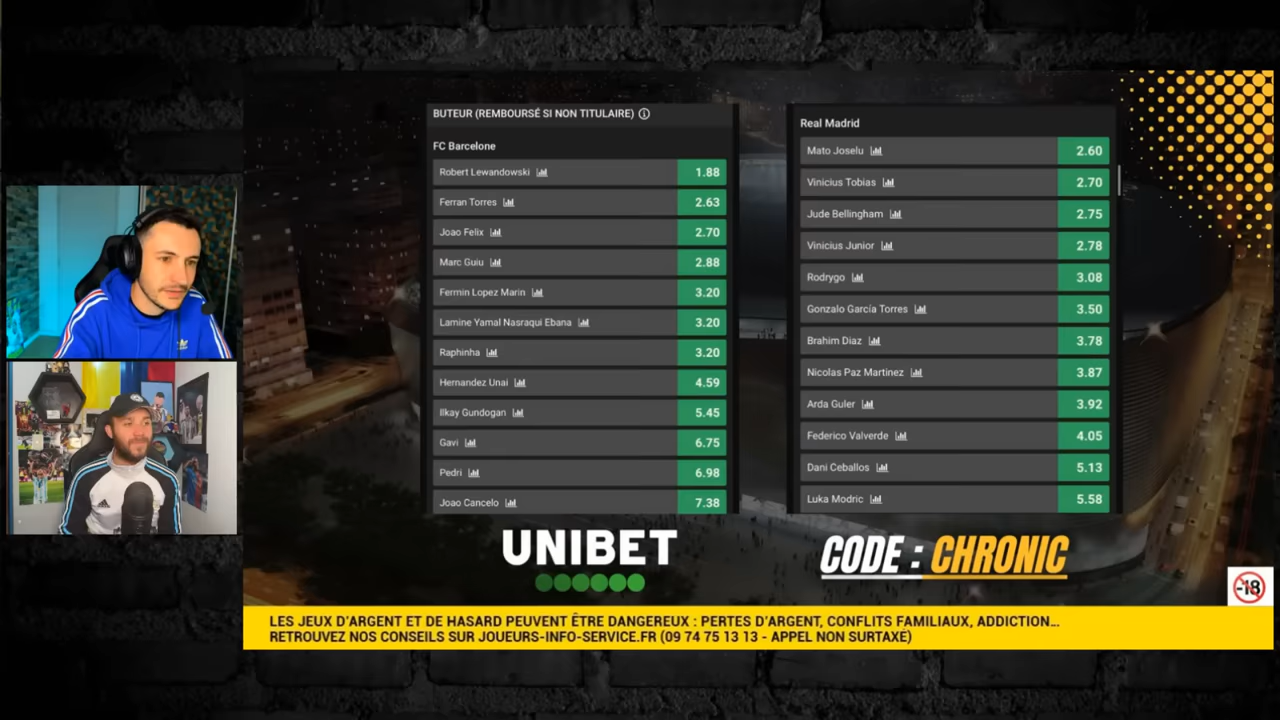 BUTEUR (REMBOURSÉ SI NON TITULAIRE)
FC Barcelone
Robert Lewandowski 1.88
Ferran Torres 2.63
Joao Felix 2.70
Marc Guiu 2.88
Fermin Lopez Marin 3.20
Lamine Yamal Nasraqui Ebana 3.20
Raphinha 3.20
Hernandez Unai 4.59
Ilkay Gundogan 5.45
Gavi 6.75
Pedri 6.98
Joao Cancelo 7.38
Real Madrid
Mato Joselu 2.60
Vinicius Tobias 2.70
Jude Bellingham 2.75
Vinicius Junior 2.78
Rodrygo 3.08
Gonzalo García Torres 3.50
Brahim Diaz 3.78
Nicolas Paz Martinez 3.87
Arda Guler 3.92
Federico Valverde 4.05
Dani Ceballos 5.13
Luka Modric 5.58
UNIBET
CODE : CHRONIC
-18
LES JEUX D'ARGENT ET DE HASARD PEUVENT ÊTRE DANGEREUX : PERTES D'ARGENT, CONFLITS FAMILIAUX, ADDICTION...
RETROUVEZ NOS CONSEILS SUR JOUEURS-INFO-SERVICE.FR (09 74 75 13 13 - APPEL NON SURTAXÉ)